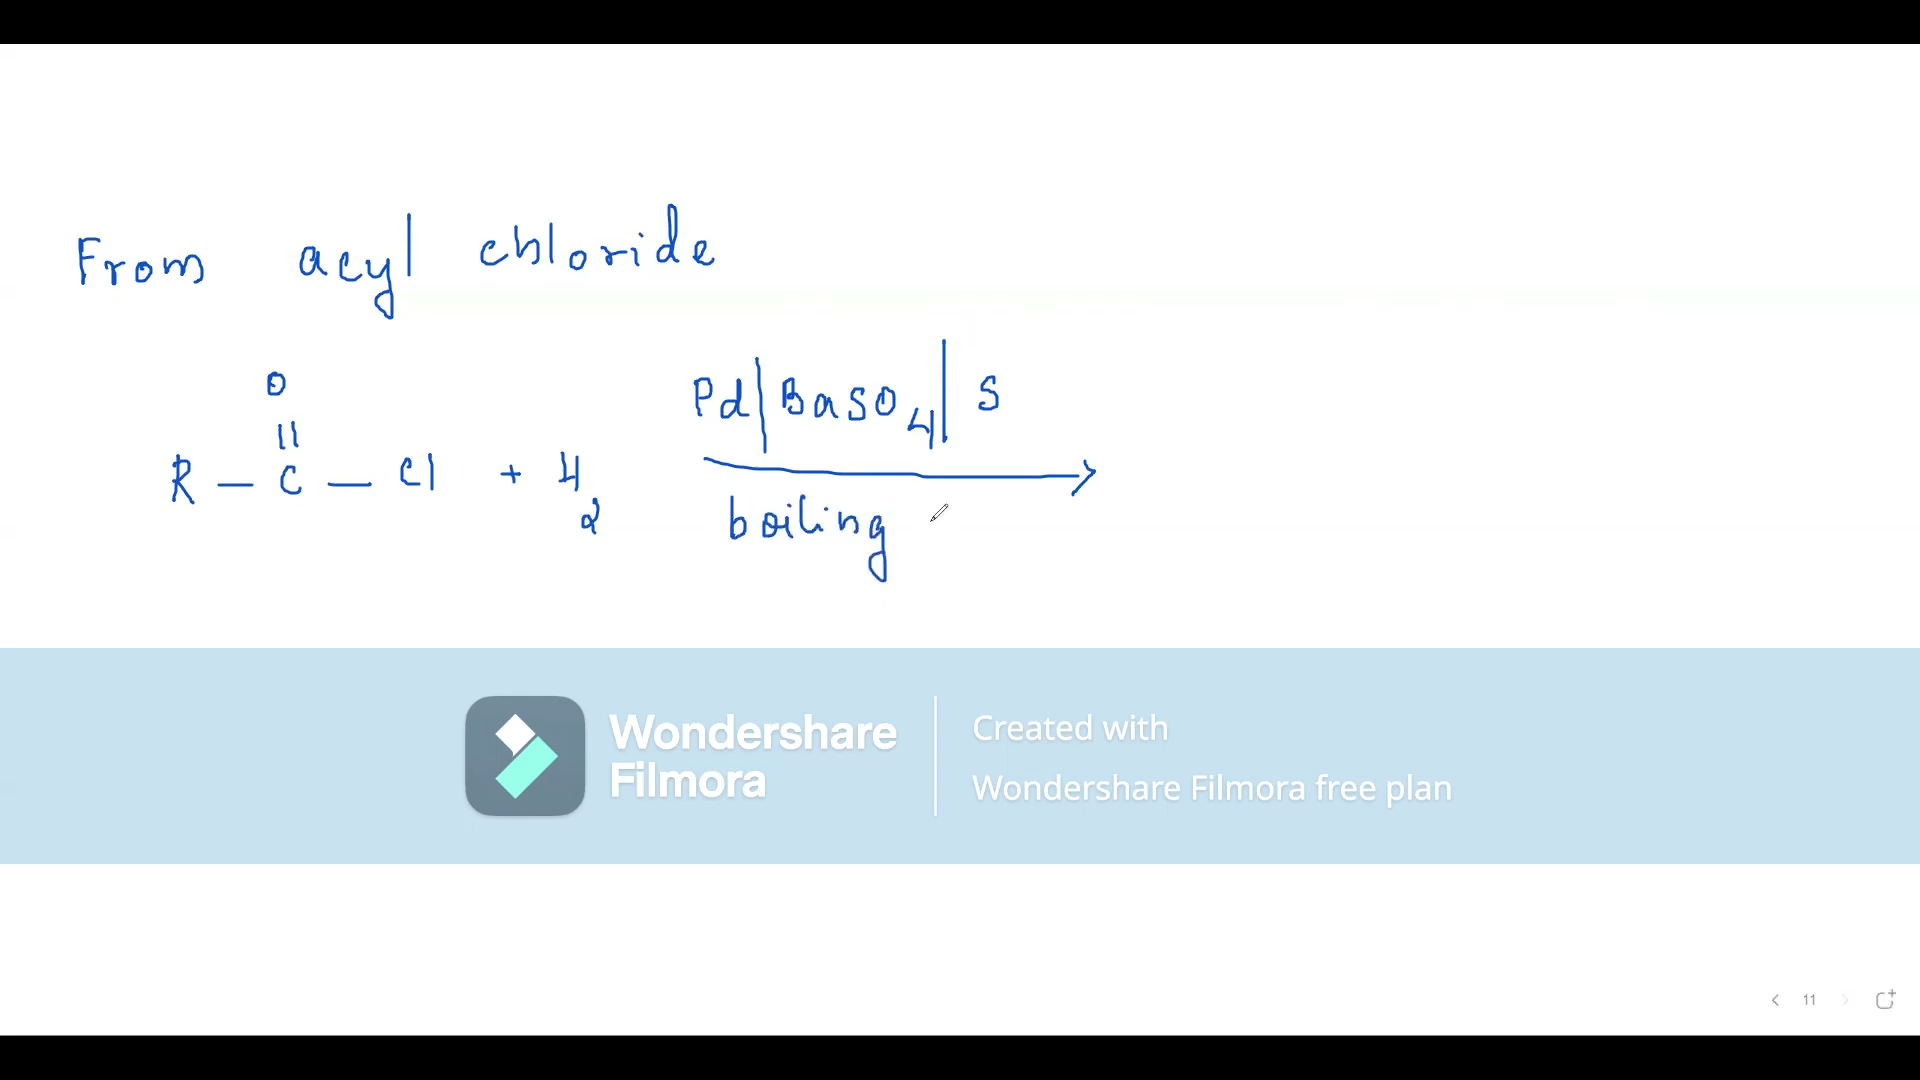 From acyl chloride
O
||
R — C — Cl + H2
Pd|BaSO4|S
boiling
Wondershare Filmora
Created with
Wondershare Filmora free plan
< 11 >